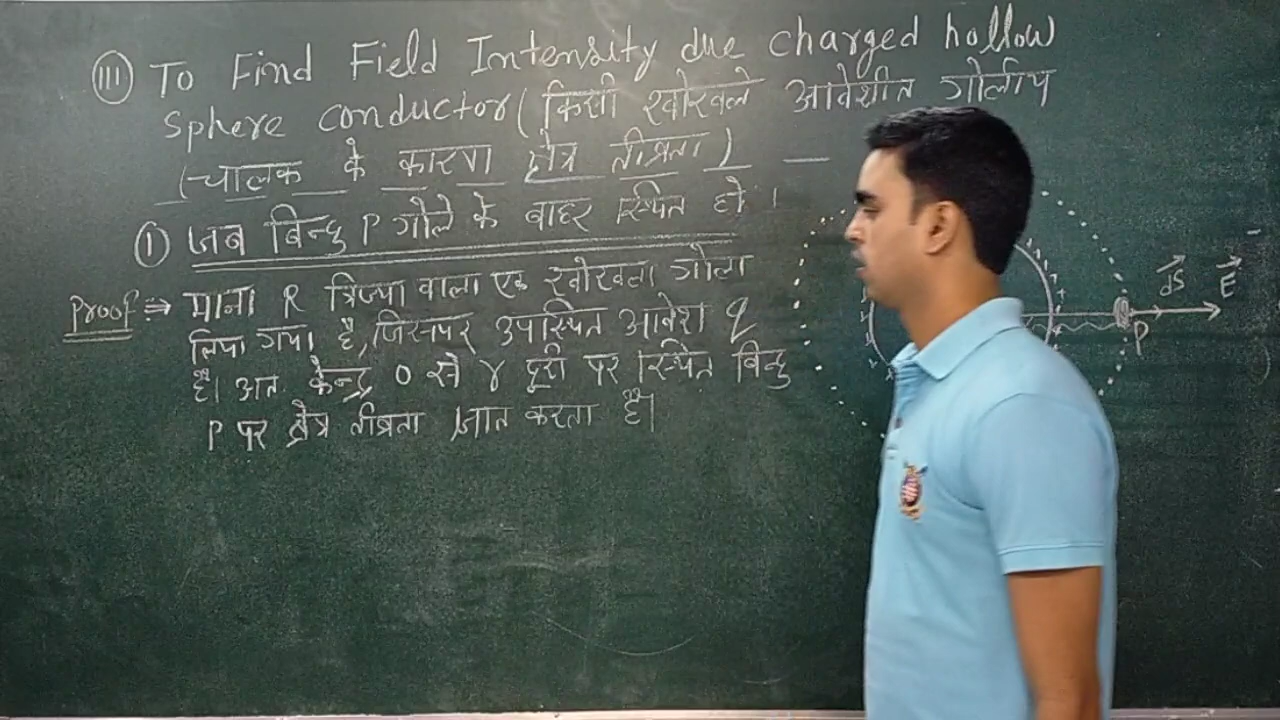 (III) To Find Field Intensity due charged hollow
Sphere conductor (किसी खोखले आवेशीत गोलीय
चालक के कारण क्षेत्र तीव्रता)
(I) जब बिन्दु P गोले के बाहर स्थित हो।
Proof ⇒ माना R त्रिज्या वाला एक खोखला गोला
लिया गया है, जिसपर उपस्थित आवेश q
है। अतः केन्द्र O से r दूरी पर स्थित बिन्दु
P पर क्षेत्र तीव्रता ज्ञात करता है।
dS E
P